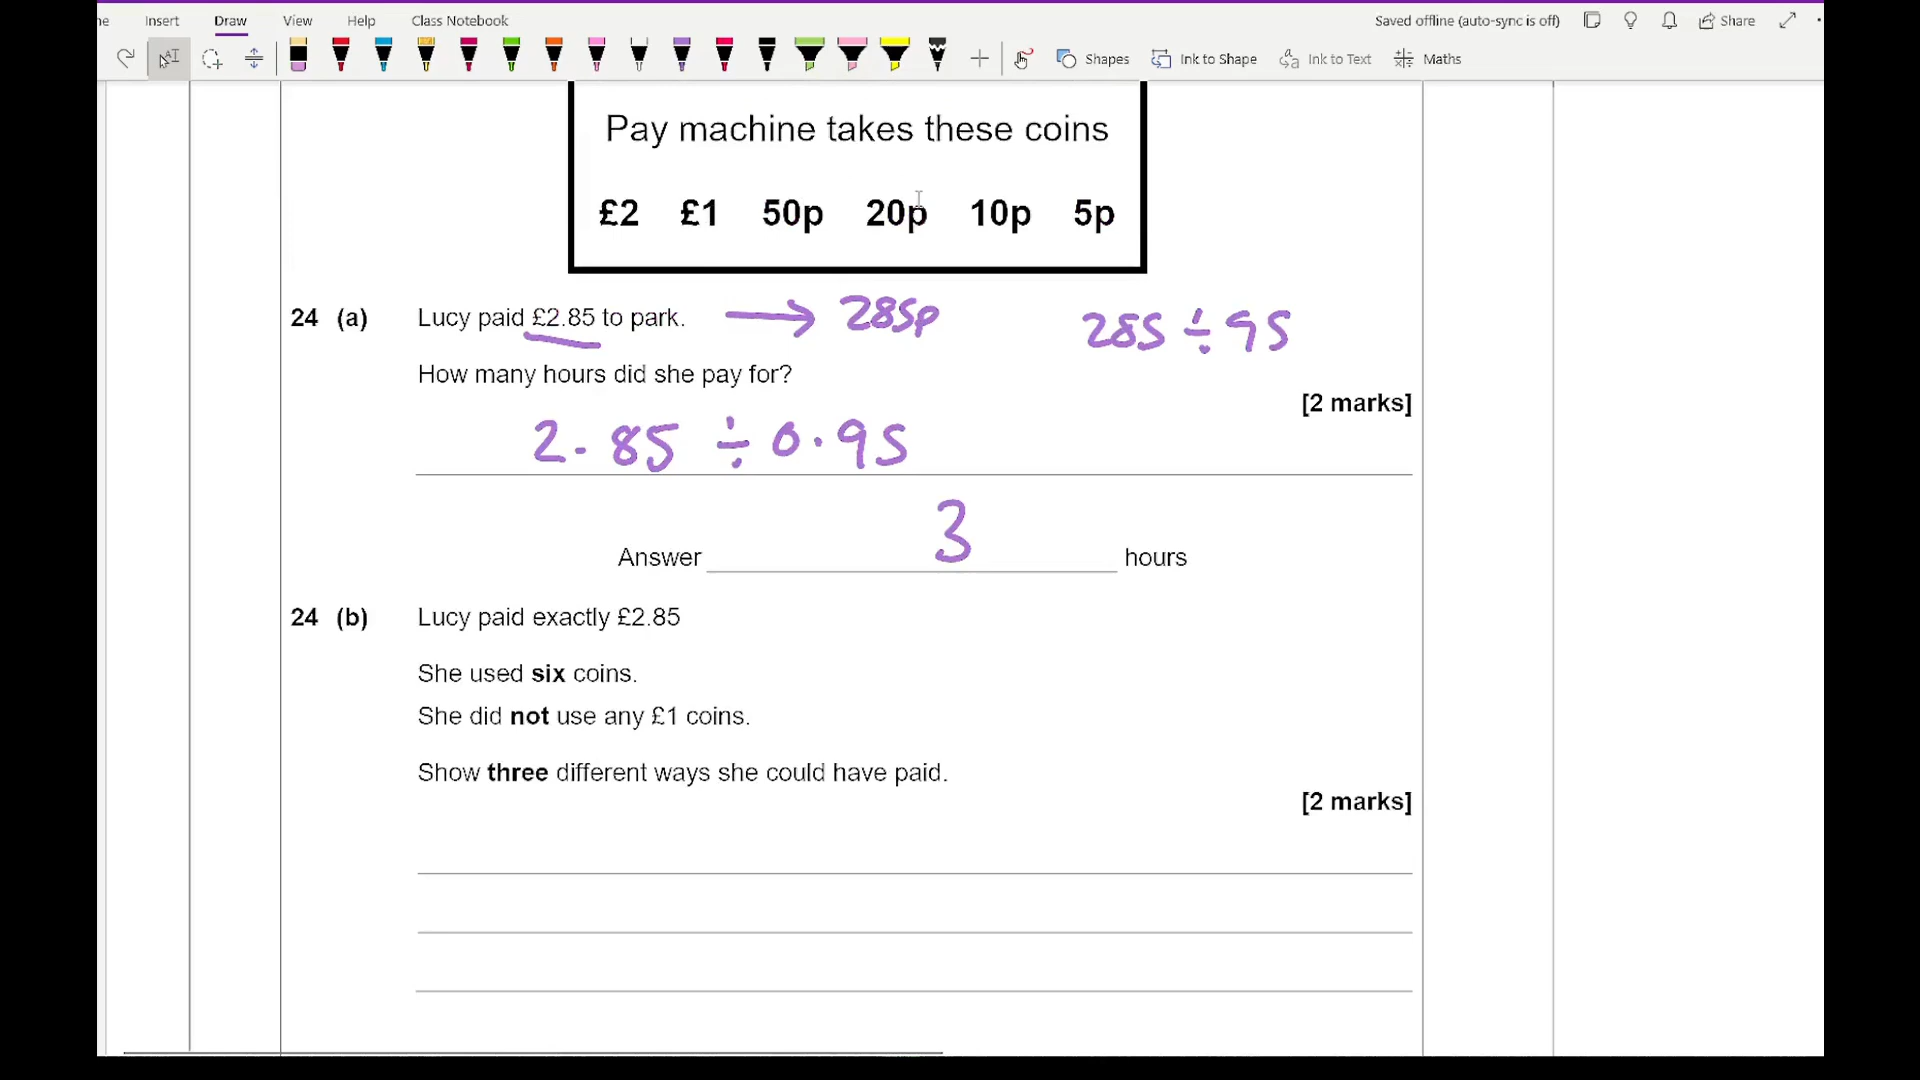 Insert Draw View Help Class Notebook Saved offline (auto-sync is off) Share
Shapes Ink to Shape Ink to Text Maths
Pay machine takes these coins
£2 £1 50p 20p 10p 5p
24 (a) Lucy paid £2.85 to park. → 285p 285 ÷ 95
How many hours did she pay for?
[2 marks]
2.85 ÷ 0.95
3
Answer hours
24 (b) Lucy paid exactly £2.85
She used six coins.
She did not use any £1 coins.
Show three different ways she could have paid.
[2 marks]